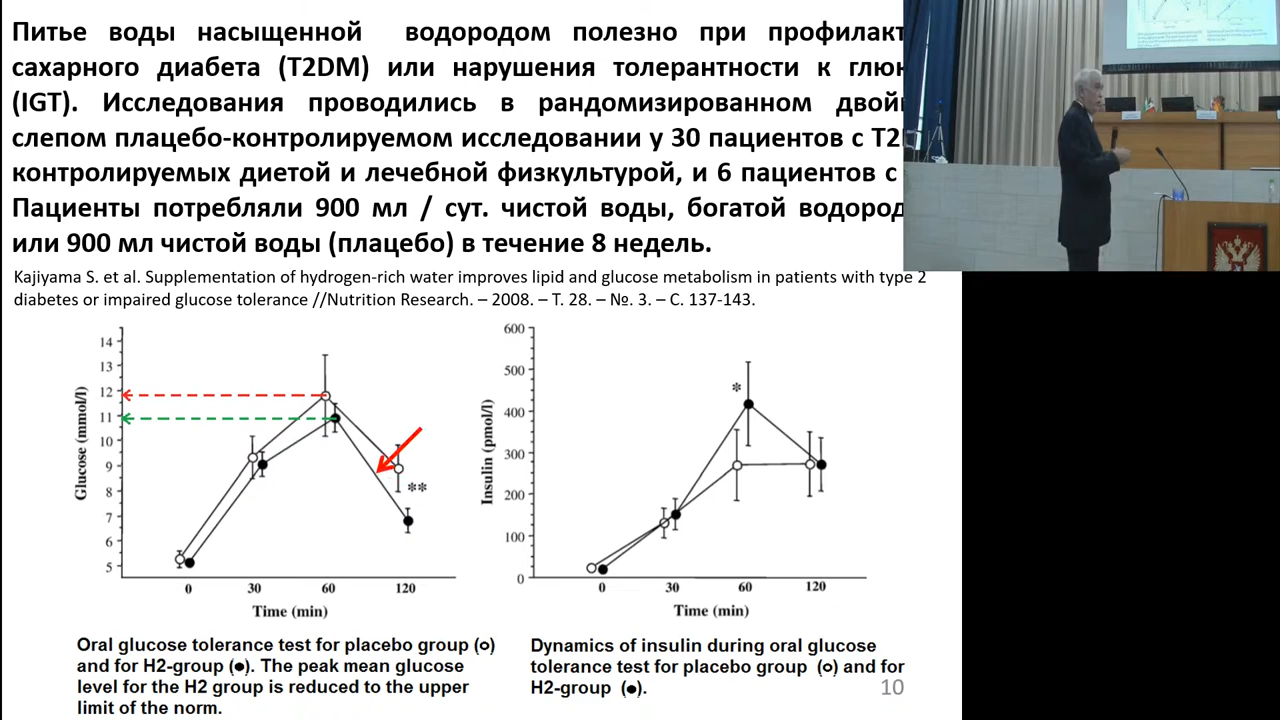 Питье воды насыщенной водородом полезно при профилакт
сахарного диабета (T2DM) или нарушения толерантности к глюк
(IGT). Исследования проводились в рандомизированном двой
слепом плацебо-контролируемом исследовании у 30 пациентов с T2
контролируемых диетой и лечебной физкультурой, и 6 пациентов с
Пациенты потребляли 900 мл / сут. чистой воды, богатой водород
или 900 мл чистой воды (плацебо) в течение 8 недель.
Kajiyama S. et al. Supplementation of hydrogen-rich water improves lipid and glucose metabolism in patients with type 2
diabetes or impaired glucose tolerance //Nutrition Research. – 2008. – Т. 28. – №. 3. – С. 137-143.
Glucose (mmol/l)
14
13
12
11
10
9
8
7
6
5
**
0 30 60 120
Time (min)
Insulin (pmol/l)
600
500
400
300
200
100
0
*
0 30 60 120
Time (min)
Oral glucose tolerance test for placebo group (o)
and for H2-group (●). The peak mean glucose
level for the H2 group is reduced to the upper
limit of the norm.
Dynamics of insulin during oral glucose
tolerance test for placebo group (o) and for
H2-group (●).
10